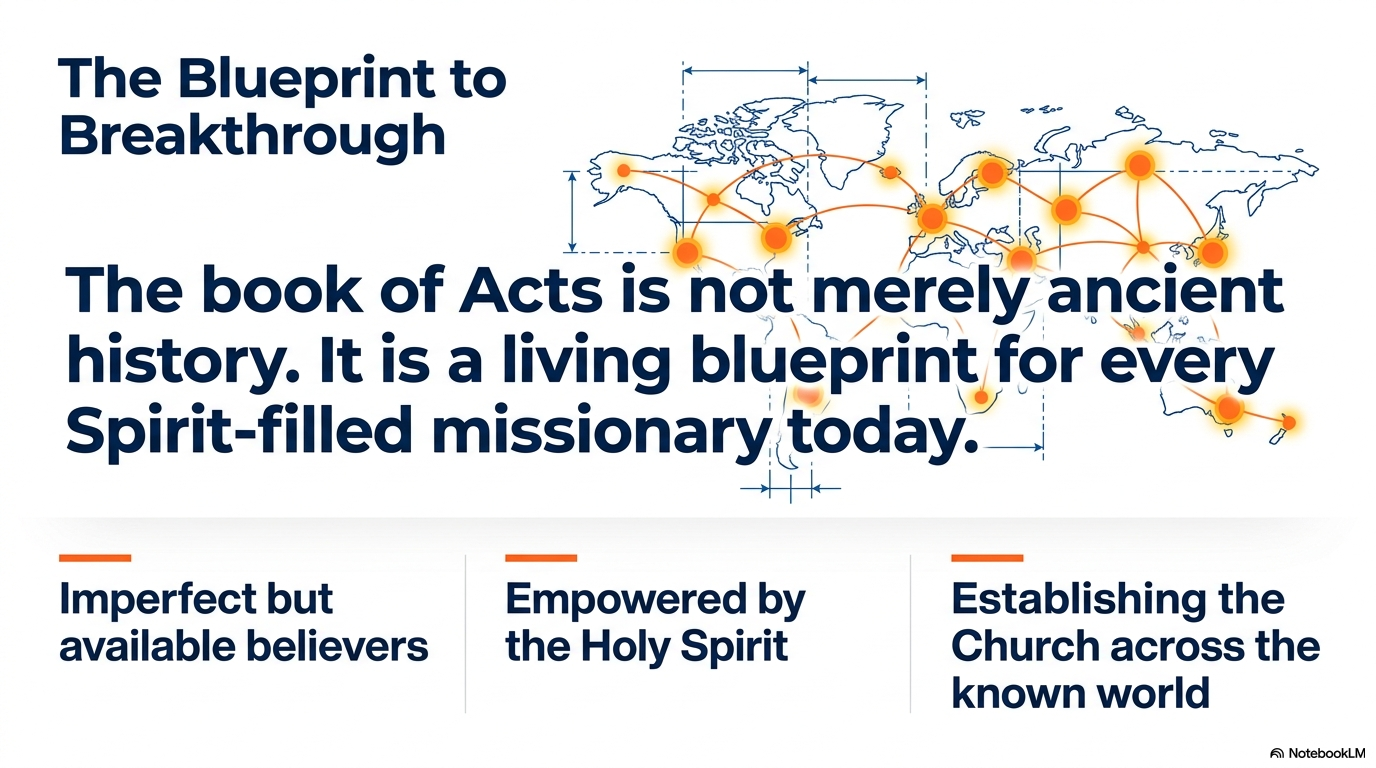 The Blueprint to
Breakthrough
The book of Acts is not merely ancient
history. It is a living blueprint for every
Spirit-filled missionary today.
Imperfect but
available believers
Empowered by
the Holy Spirit
Establishing the
Church across the
known world
NotebookLM